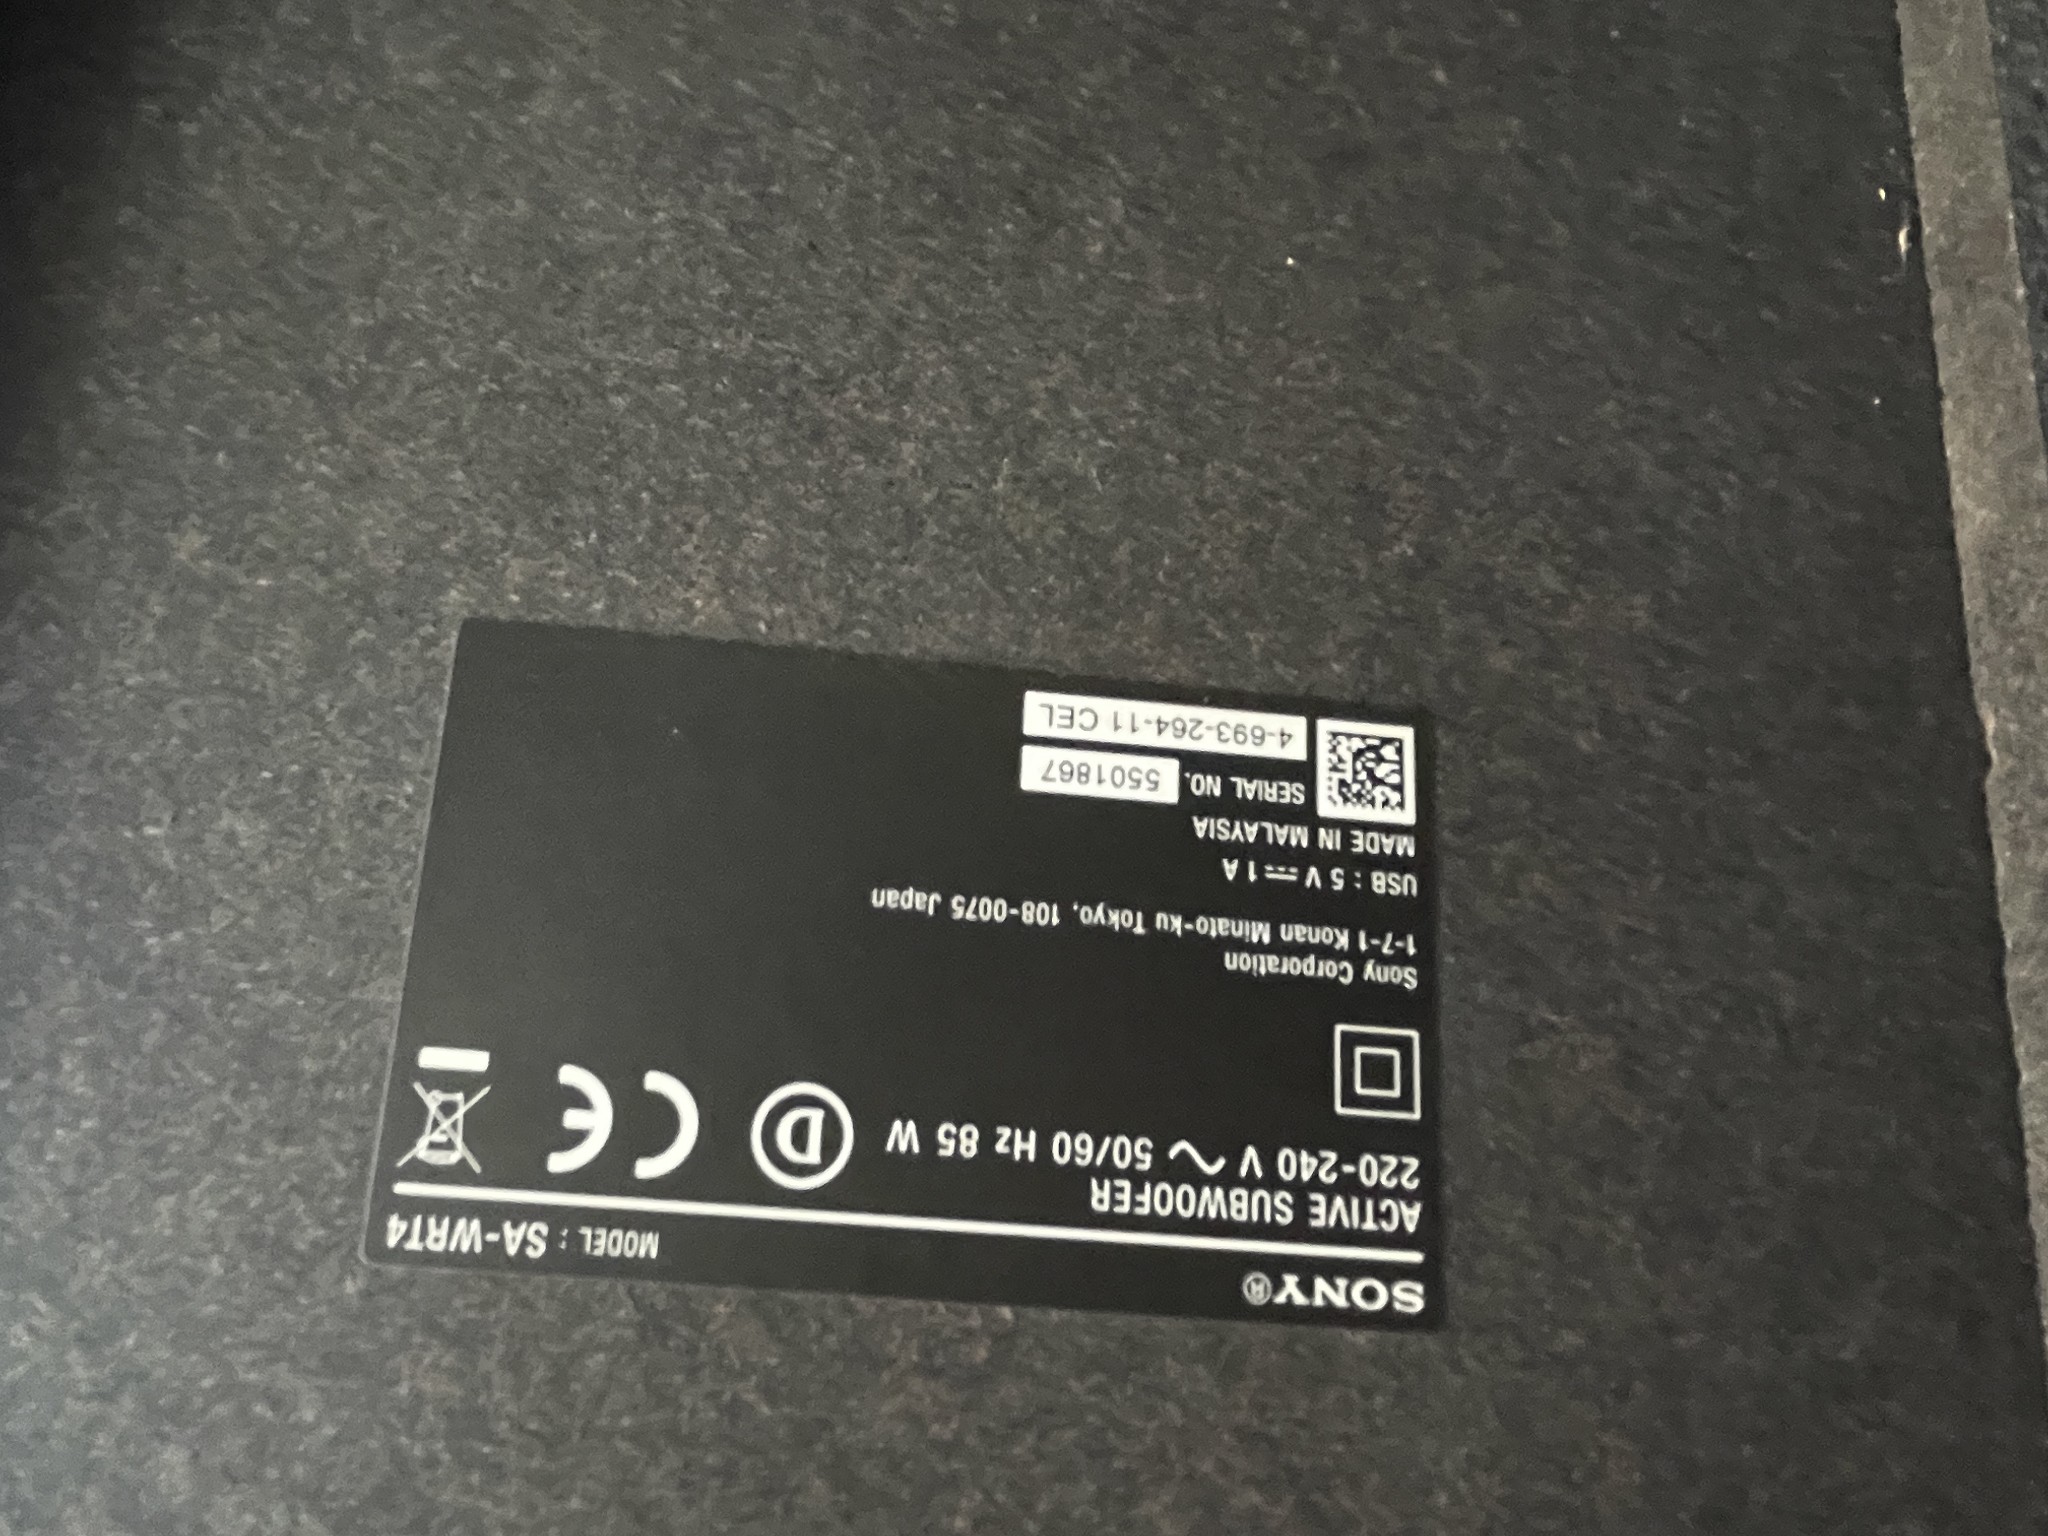 SONY®
MODEL : SA-WRT4
ACTIVE SUBWOOFER
220-240 V ~ 50/60 Hz 85 W
D
CE
Sony Corporation
1-7-1 Konan Minato-ku Tokyo, 108-0075 Japan
USB : 5 V ⎓ 1 A
MADE IN MALAYSIA
SERIAL NO. 5501867
4-693-264-11 CEL